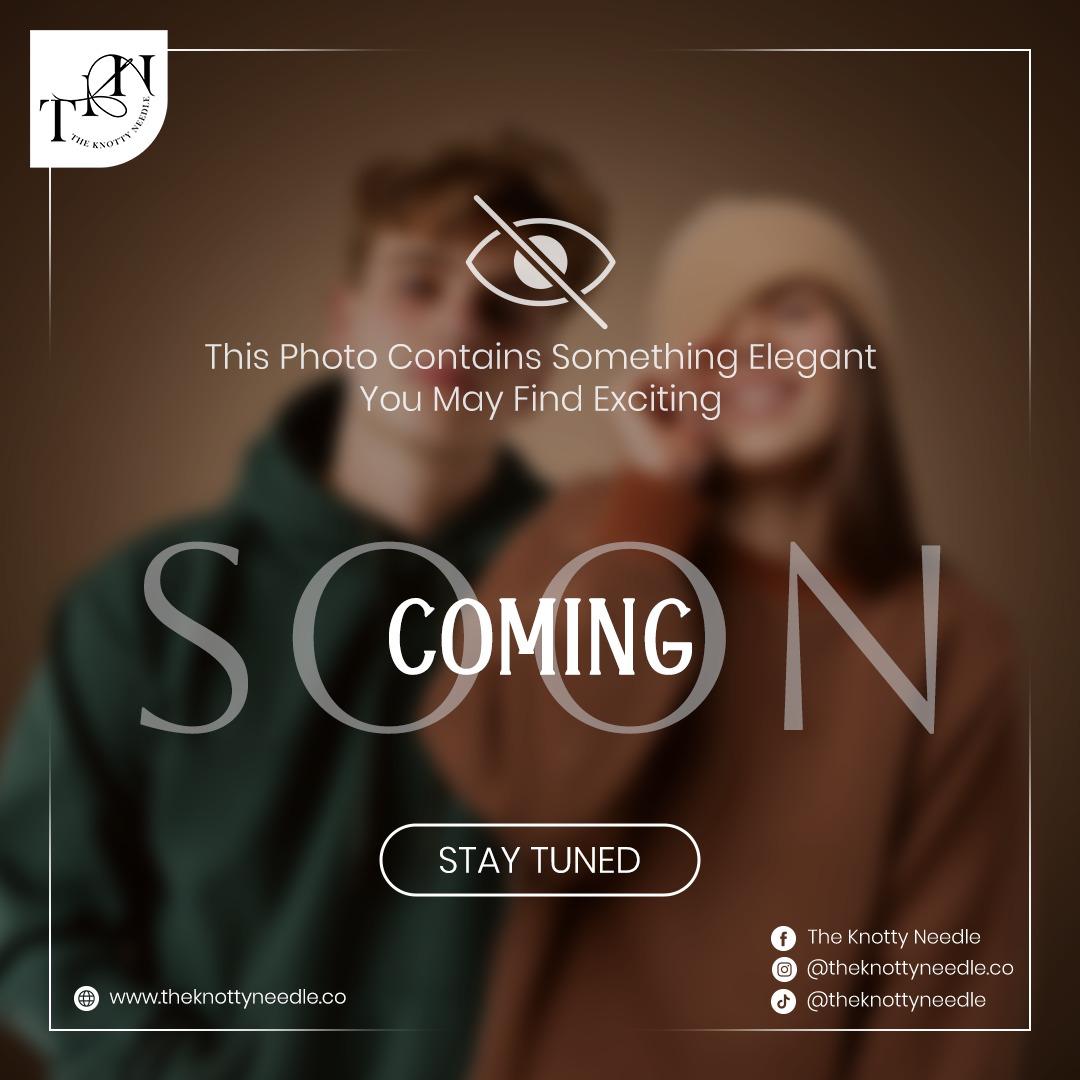 TKN
THE KNOTTY NEEDLE
This Photo Contains Something Elegant
You May Find Exciting
COMING
SOON
STAY TUNED
The Knotty Needle
@theknottyneedle.co
www.theknottyneedle.co
@theknottyneedle